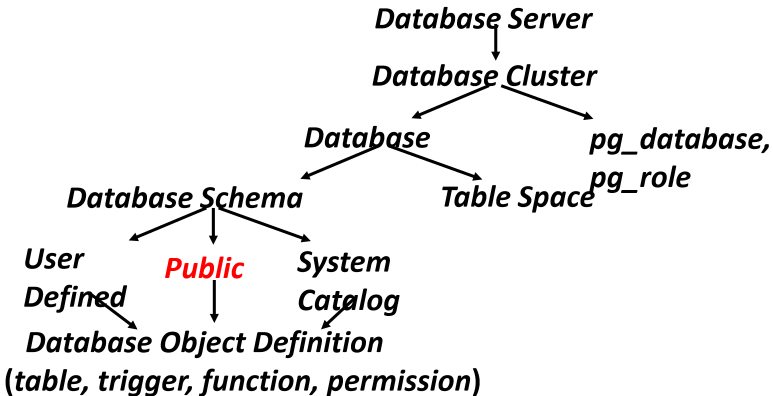 Database Server
Database Cluster
Database
pg_database,
pg_role
Database Schema
Table Space
User
Defined
Public
System
Catalog
Database Object Definition
(table, trigger, function, permission)